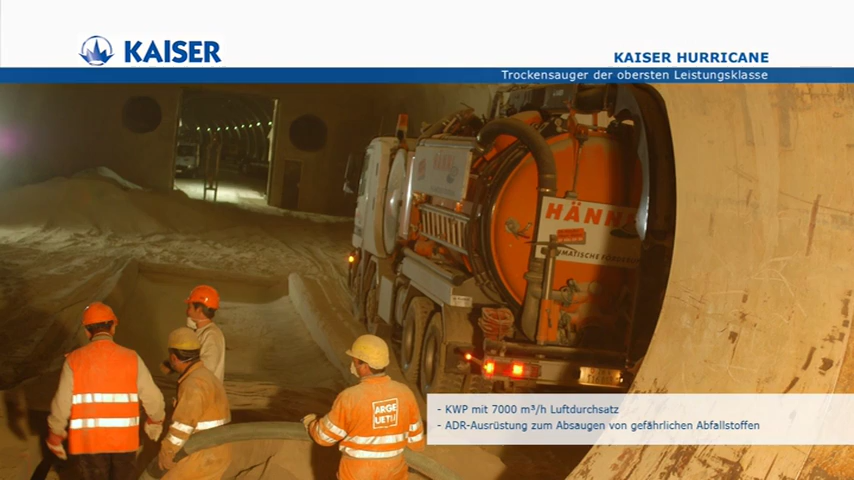 KAISER
KAISER HURRICANE
Trockensauger der obersten Leistungsklasse
HÄNN
ARGE
UETLI
- KWP mit 7000 m³/h Luftdurchsatz
- ADR-Ausrüstung zum Absaugen von gefährlichen Abfallstoffen